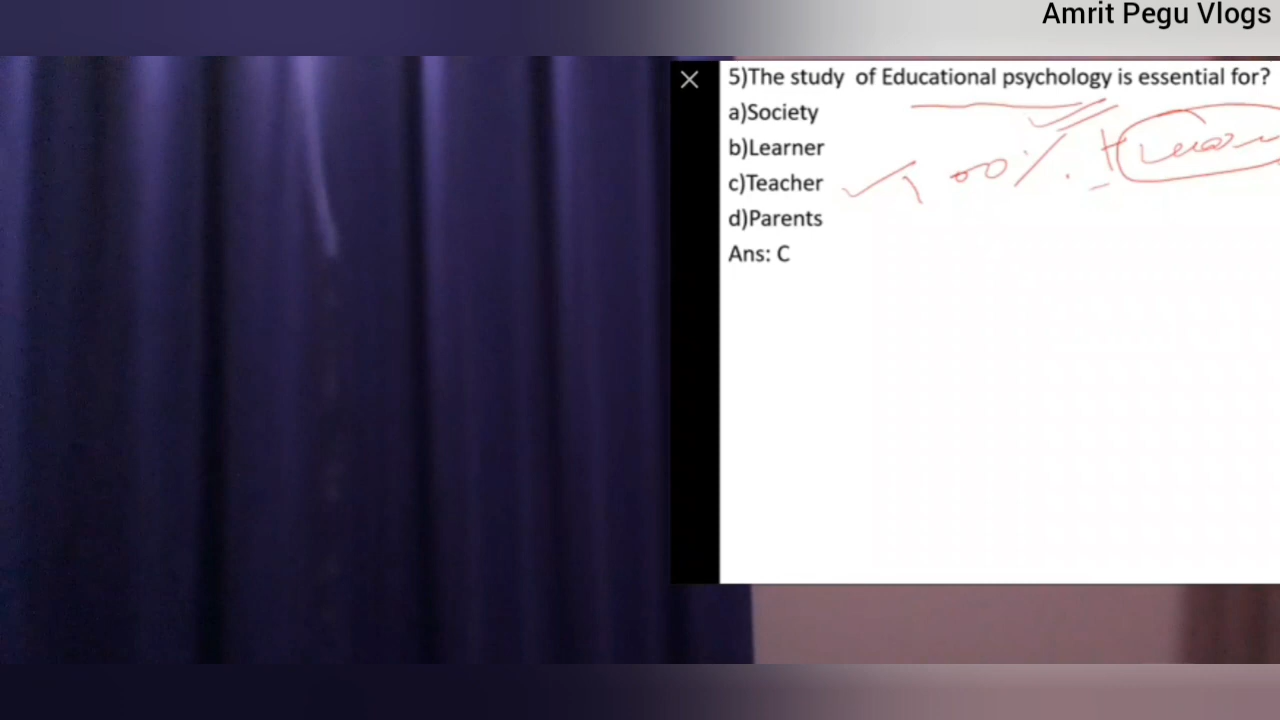 Amrit Pegu Vlogs
5)The study of Educational psychology is essential for?
a)Society
b)Learner
c)Teacher
100%.
d)Parents
Ans: C